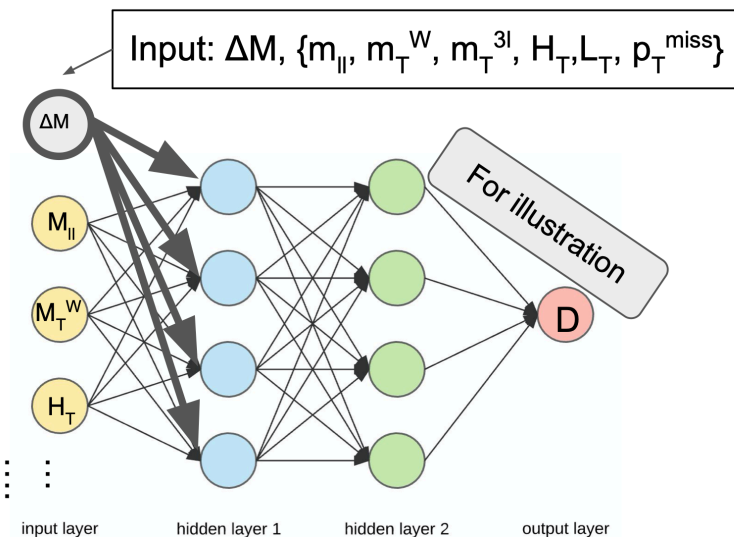 Input: ΔM, {m_ll, m_T^W, m_T^3l, H_T,L_T, p_T^miss}
ΔM
M_ll
M_T^W
H_T
For illustration
D
input layer
hidden layer 1
hidden layer 2
output layer